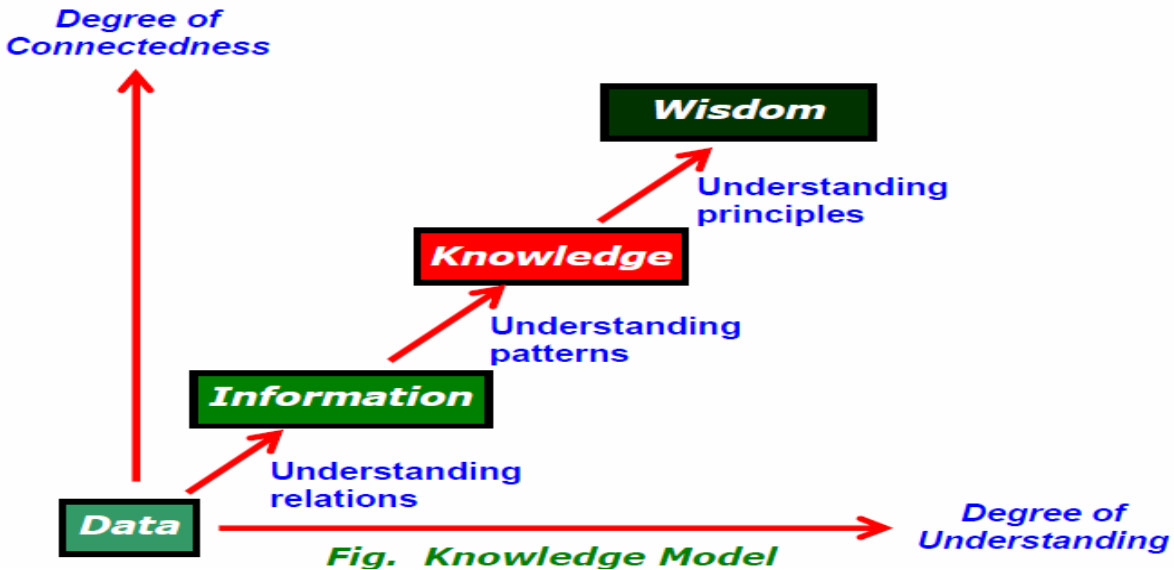 Degree of
Connectedness
Wisdom
Understanding
principles
Knowledge
Understanding
patterns
Information
Understanding
relations
Data
Degree of
Understanding
Fig. Knowledge Model